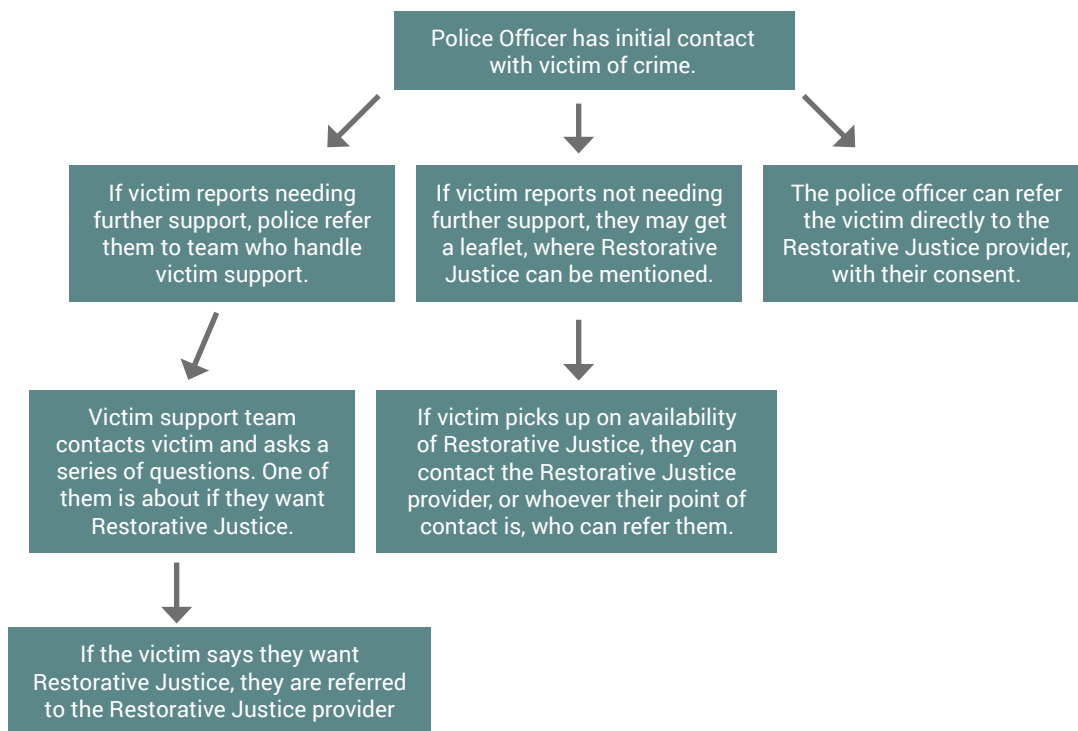 Police Officer has initial contact
with victim of crime.
If victim reports needing
further support, police refer
them to team who handle
victim support.
If victim reports not needing
further support, they may get
a leaflet, where Restorative
Justice can be mentioned.
The police officer can refer
the victim directly to the
Restorative Justice provider,
with their consent.
Victim support team
contacts victim and asks a
series of questions. One of
them is about if they want
Restorative Justice.
If victim picks up on availability
of Restorative Justice, they can
contact the Restorative Justice
provider, or whoever their point of
contact is, who can refer them.
If the victim says they want
Restorative Justice, they are referred
to the Restorative Justice provider